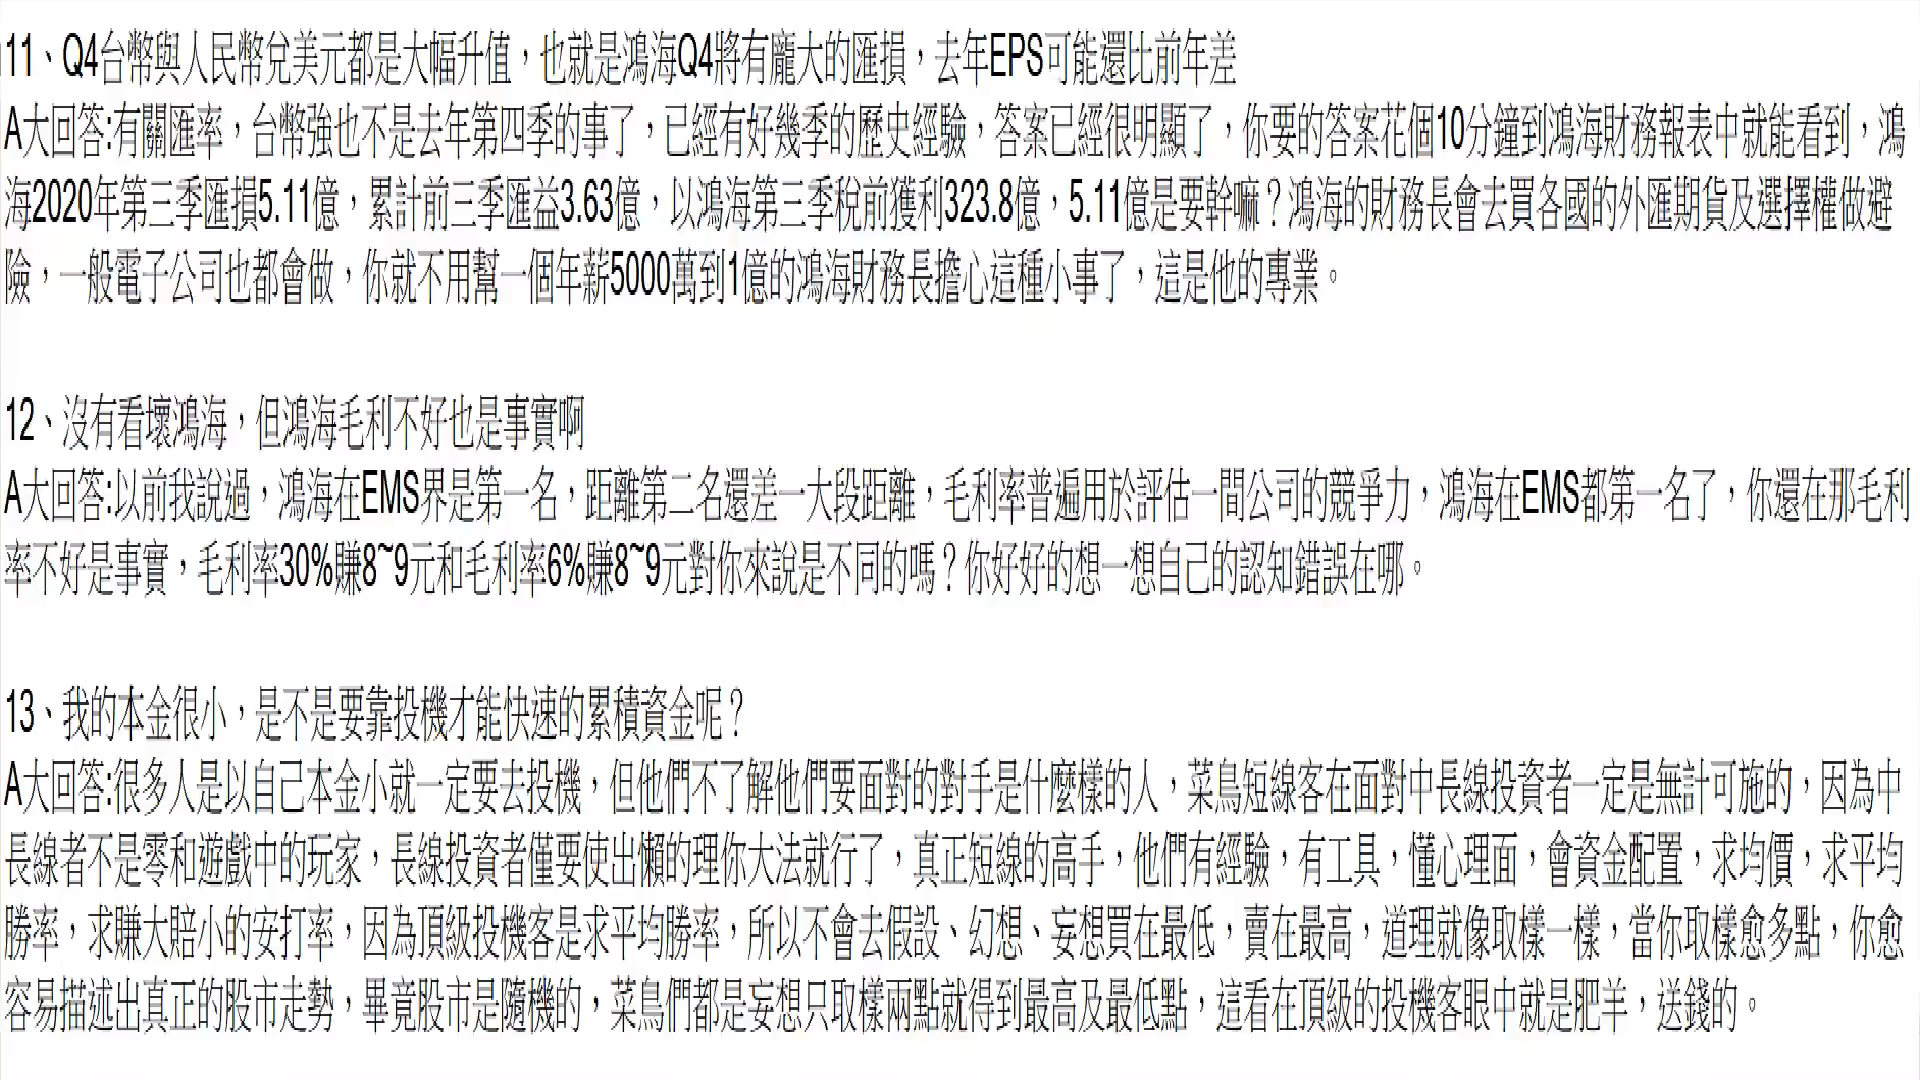 11、Q4台幣與人民幣兌美元都是大幅升值，也就是鴻海Q4將有龐大的匯損，去年EPS可能還比前年差
A大回答:有關匯率，台幣強也不是去年第四季的事了，已經有好幾季的歷史經驗，答案已經很明顯了，你要的答案花個10分鐘到鴻海財務報表中就能看到，鴻
海2020年第三季匯損5.11億，累計前三季匯益3.63億，以鴻海第三季稅前獲利323.8億，5.11億是要幹嘛？鴻海的財務長會去買各國的外匯期貨及選擇權做避
險，一般電子公司也都會做，你就不用幫一個年薪5000萬到1億的鴻海財務長擔心這種小事了，這是他的專業。
12、沒有看壞鴻海，但鴻海毛利不好也是事實啊
A大回答:以前我說過，鴻海在EMS界是第一名，距離第二名還差一大段距離，毛利率普遍用於評估一間公司的競爭力，鴻海在EMS都第一名了，你還在那毛利
率不好是事實，毛利率30%賺8~9元和毛利率6%賺8~9元對你來說是不同的嗎？你好好的想一想自己的認知錯誤在哪。
13、我的本金很小，是不是要靠投機才能快速的累積資金呢？
A大回答:很多人是以自己本金小就一定要去投機，但他們不了解他們要面對的對手是什麼樣的人，菜鳥短線客在面對中長線投資者一定是無計可施的，因為中
長線者不是零和遊戲中的玩家，長線投資者僅要使出懶的理你大法就行了，真正短線的高手，他們有經驗，有工具，懂心理面，會資金配置，求均價，求平均
勝率，求賺大賠小的安打率，因為頂級投機客是求平均勝率，所以不會去假設、幻想、妄想買在最低，賣在最高，道理就像取樣一樣，當你取樣愈多點，你愈
容易描述出真正的股市走勢，畢竟股市是隨機的，菜鳥們都是妄想只取樣兩點就得到最高及最低點，這看在頂級的投機客眼中就是肥羊，送錢的。